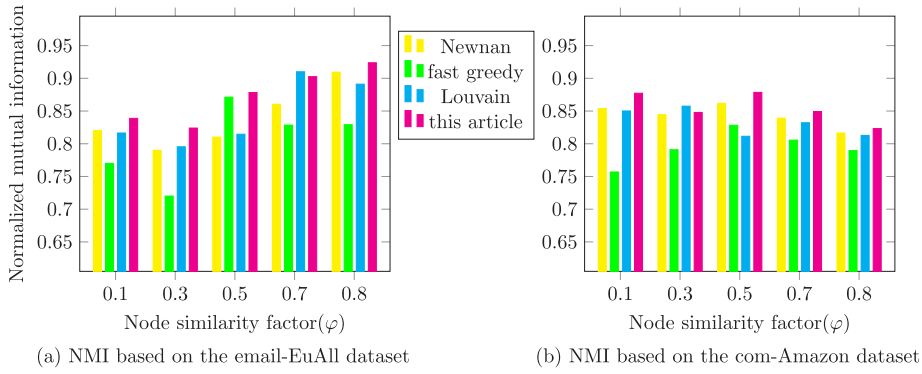 Normalized mutual information
0.95
0.9
0.85
0.8
0.75
0.7
0.65
0.1 0.3 0.5 0.7 0.8
Node similarity factor(φ)
(a) NMI based on the email-EuAll dataset
Newnan
fast greedy
Louvain
this article
0.95
0.9
0.85
0.8
0.75
0.7
0.65
0.1 0.3 0.5 0.7 0.8
Node similarity factor(φ)
(b) NMI based on the com-Amazon dataset